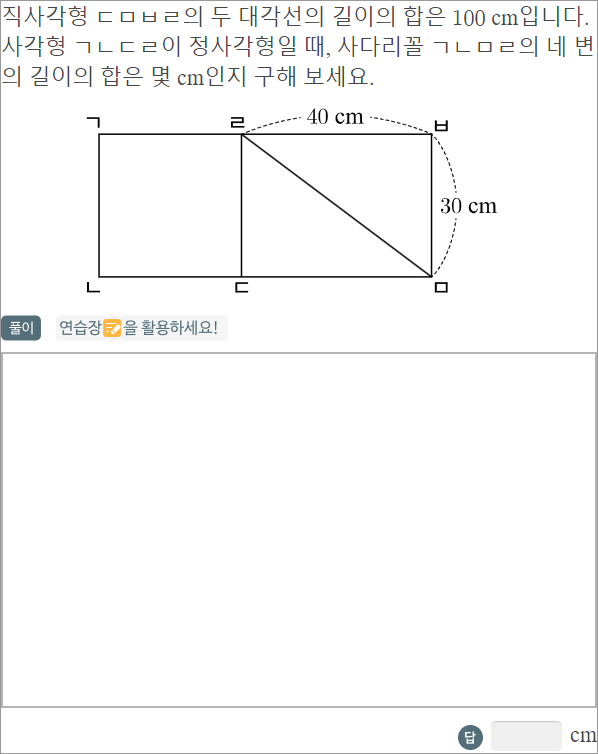 직사각형 ㄷㅁㅂㄹ의 두 대각선의 길이의 합은 100 cm입니다.
사각형 ㄱㄴㄷㄹ이 정사각형일 때, 사다리꼴 ㄱㄴㅁㄹ의 네 변
의 길이의 합은 몇 cm인지 구해 보세요.
ㄱ ㄹ 40 cm ㅂ
30 cm
ㄴ ㄷ ㅁ
풀이 연습장을 활용하세요!
답 cm